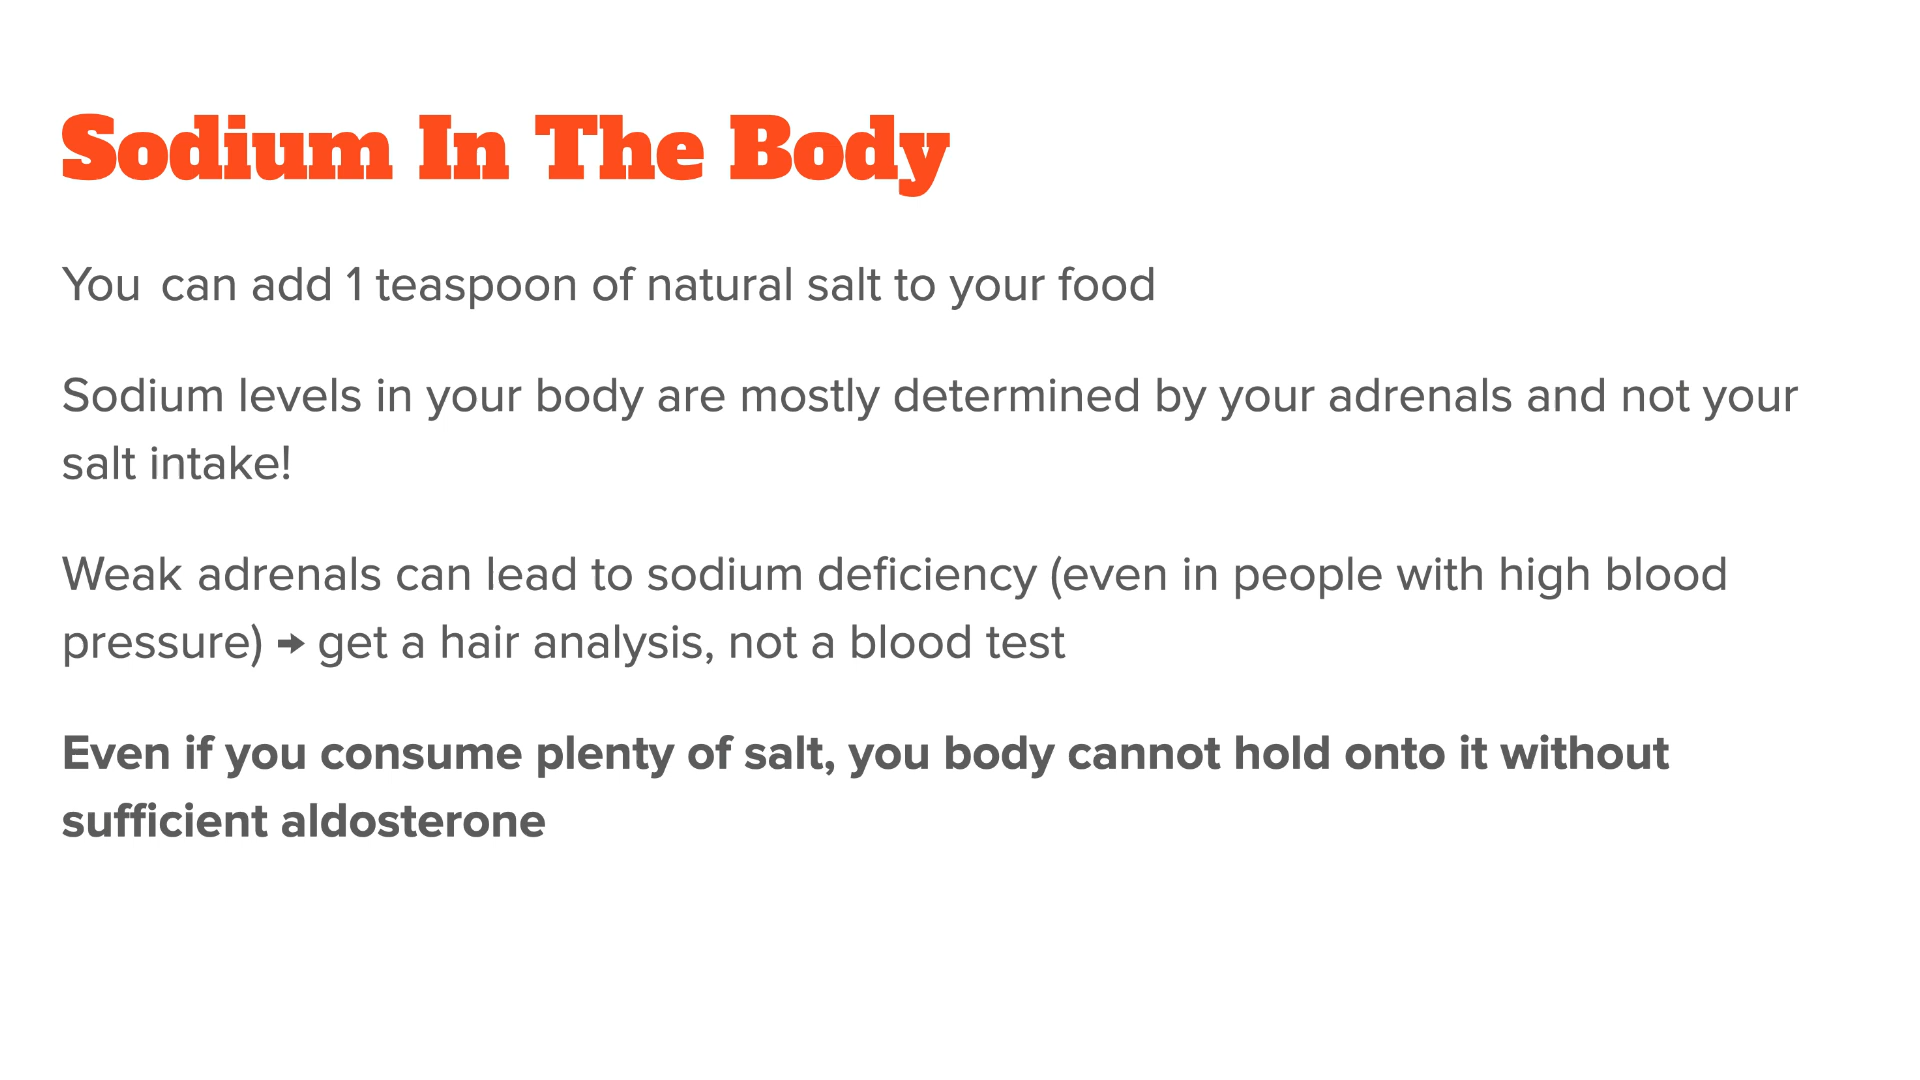 Sodium In The Body
You can add 1 teaspoon of natural salt to your food
Sodium levels in your body are mostly determined by your adrenals and not your
salt intake!
Weak adrenals can lead to sodium deficiency (even in people with high blood
pressure) → get a hair analysis, not a blood test
Even if you consume plenty of salt, you body cannot hold onto it without
sufficient aldosterone